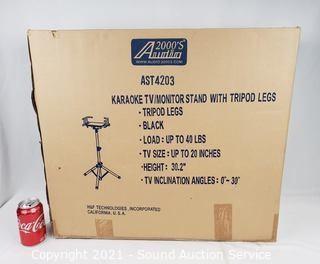 2000'S
Audio
WWW.AUDIO2000S.COM
AST4203
KARAOKE TV/MONITOR STAND WITH TRIPOD LEGS
- TRIPOD LEGS
- BLACK
- LOAD: UP TO 40 LBS
- TV SIZE: UP TO 20 INCHES
- HEIGHT: 30.2"
- TV INCLINATION ANGLES: 0°~ 30°
H&F TECHNOLOGIES, INCORPORATED
CALIFORNIA, U.S.A.
Coca-Cola
Copyright 2021 - Sound Auction Service